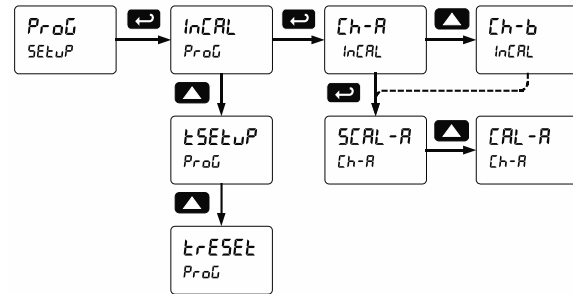 ProG
SEtuP
InCAL
ProG
Ch-A
InCAL
Ch-b
InCAL
tSEtuP
ProG
SCAL-A
Ch-A
CAL-A
Ch-A
trESEt
ProG